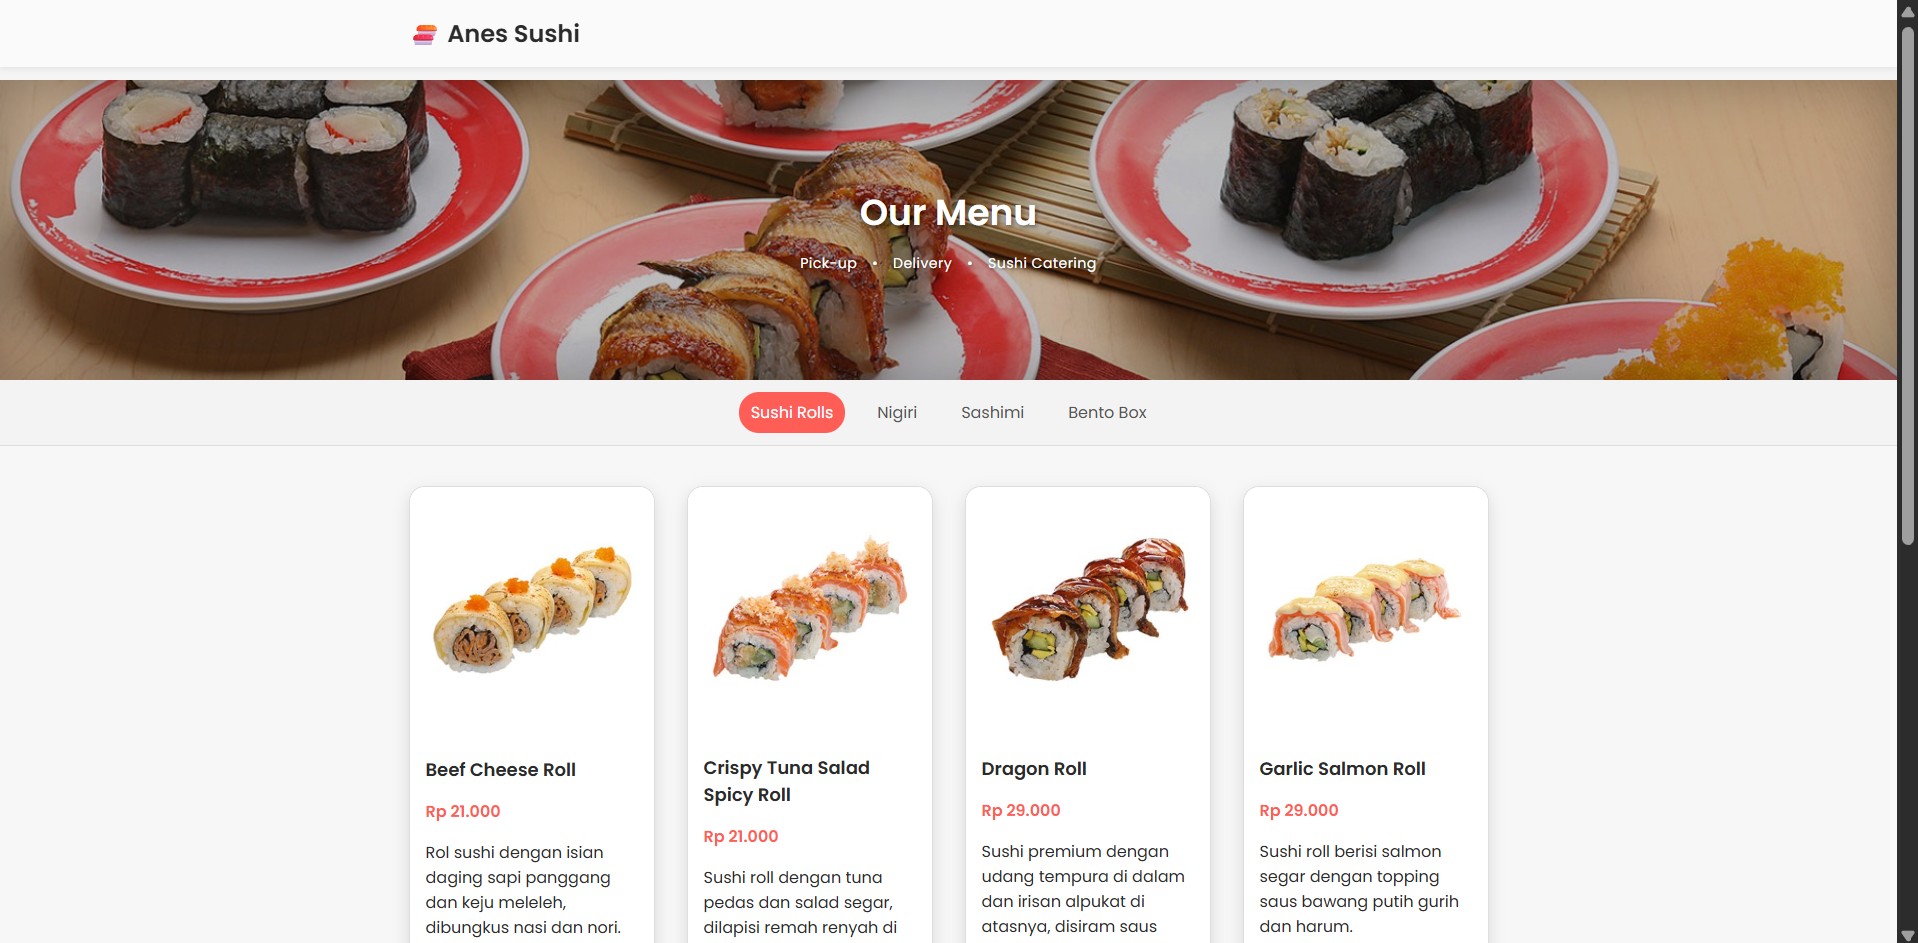 Anes Sushi
Our Menu
Pick-up • Delivery • Sushi Catering
Sushi Rolls
Nigiri
Sashimi
Bento Box
Beef Cheese Roll
Rp 21.000
Rol sushi dengan isian
daging sapi panggang
dan keju meleleh,
dibungkus nasi dan nori.
Crispy Tuna Salad
Spicy Roll
Rp 21.000
Sushi roll dengan tuna
pedas dan salad segar,
dilapisi remah renyah di
Dragon Roll
Rp 29.000
Sushi premium dengan
udang tempura di dalam
dan irisan alpukat di
atasnya, disiram saus
Garlic Salmon Roll
Rp 29.000
Sushi roll berisi salmon
segar dengan topping
saus bawang putih gurih
dan harum.